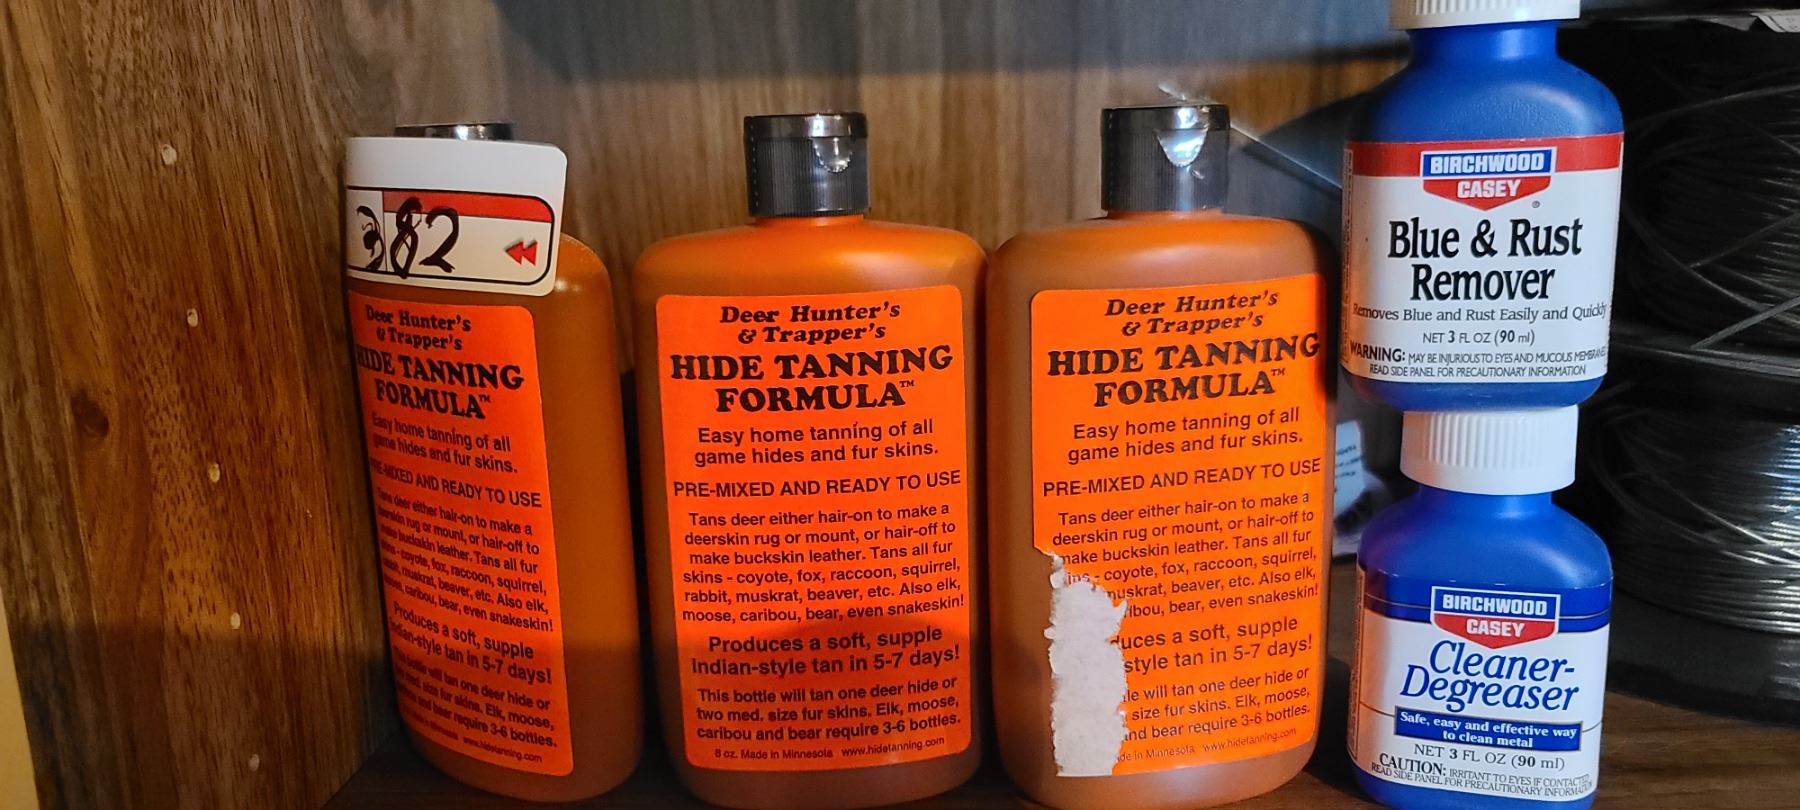 382
Deer Hunter's
& Trapper's
HIDE TANNING
FORMULA™
Easy home tanning of all
game hides and fur skins.
PRE-MIXED AND READY TO USE
Tans deer either hair-on to make a
deerskin rug or mount, or hair-off to
make buckskin leather. Tans all fur
skins - coyote, fox, raccoon, squirrel,
rabbit, muskrat, beaver, etc. Also elk,
moose, caribou, bear, even snakeskin!
Produces a soft, supple
Indian-style tan in 5-7 days!
This bottle will tan one deer hide or
two med. size fur skins. Elk, moose,
caribou and bear require 3-6 bottles.
www.hidetanning.com
Deer Hunter's
& Trapper's
HIDE TANNING
FORMULA™
Easy home tanning of all
game hides and fur skins.
PRE-MIXED AND READY TO USE
Tans deer either hair-on to make a
deerskin rug or mount, or hair-off to
make buckskin leather. Tans all fur
skins - coyote, fox, raccoon, squirrel,
rabbit, muskrat, beaver, etc. Also elk,
moose, caribou, bear, even snakeskin!
Produces a soft, supple
Indian-style tan in 5-7 days!
This bottle will tan one deer hide or
two med. size fur skins. Elk, moose,
caribou and bear require 3-6 bottles.
8 oz. Made in Minnesota www.hidetanning.com
Deer Hunter's
& Trapper's
HIDE TANNING
FORMULA™
Easy home tanning of all
game hides and fur skins.
PRE-MIXED AND READY TO USE
Tans deer either hair-on to make a
deerskin rug or mount, or hair-off to
make buckskin leather. Tans all fur
ins - coyote, fox, raccoon, squirrel,
muskrat, beaver, etc. Also elk,
ribou, bear, even snakeskin!
duces a soft, supple
style tan in 5-7 days!
le will tan one deer hide or
size fur skins. Elk, moose,
nd bear require 3-6 bottles.
de in Minnesota www.hidetanning.com
BIRCHWOOD
CASEY®
Blue & Rust
Remover
Removes Blue and Rust Easily and Quickly
NET 3 FL OZ (90 ml)
WARNING: MAY BE INJURIOUS TO EYES AND MUCOUS MEMBRANE
READ SIDE PANEL FOR PRECAUTIONARY INFORMATION
BIRCHWOOD
CASEY
Cleaner-
Degreaser
Safe, easy and effective way
to clean metal
NET 3 FL OZ (90 ml)
CAUTION: IRRITANT TO EYES IF CONTACTED
READ SIDE PANEL FOR PRECAUTIONARY INFORMATION